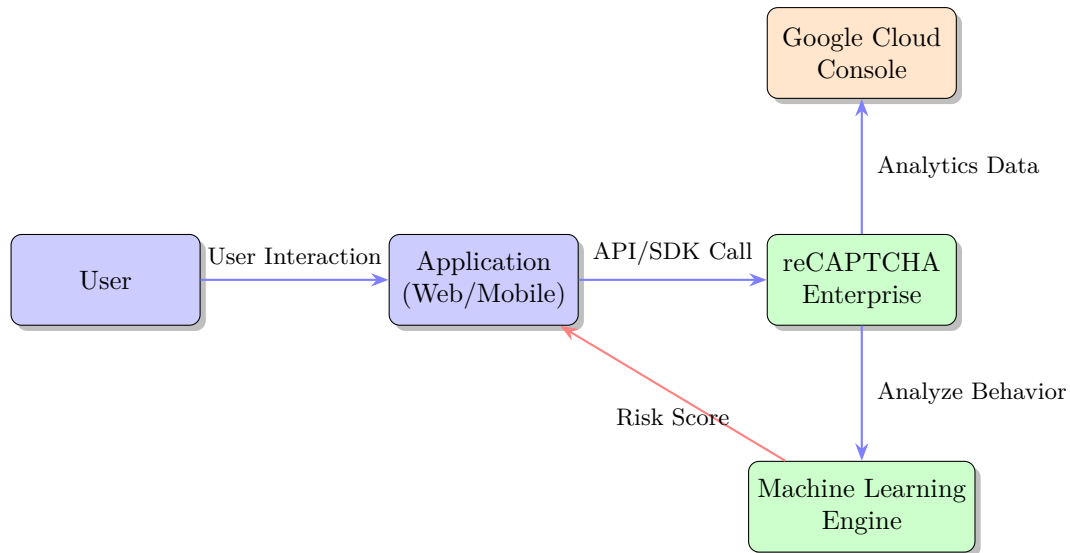 Google Cloud
Console
Analytics Data
User
User Interaction
Application
(Web/Mobile)
API/SDK Call
reCAPTCHA
Enterprise
Analyze Behavior
Risk Score
Machine Learning
Engine